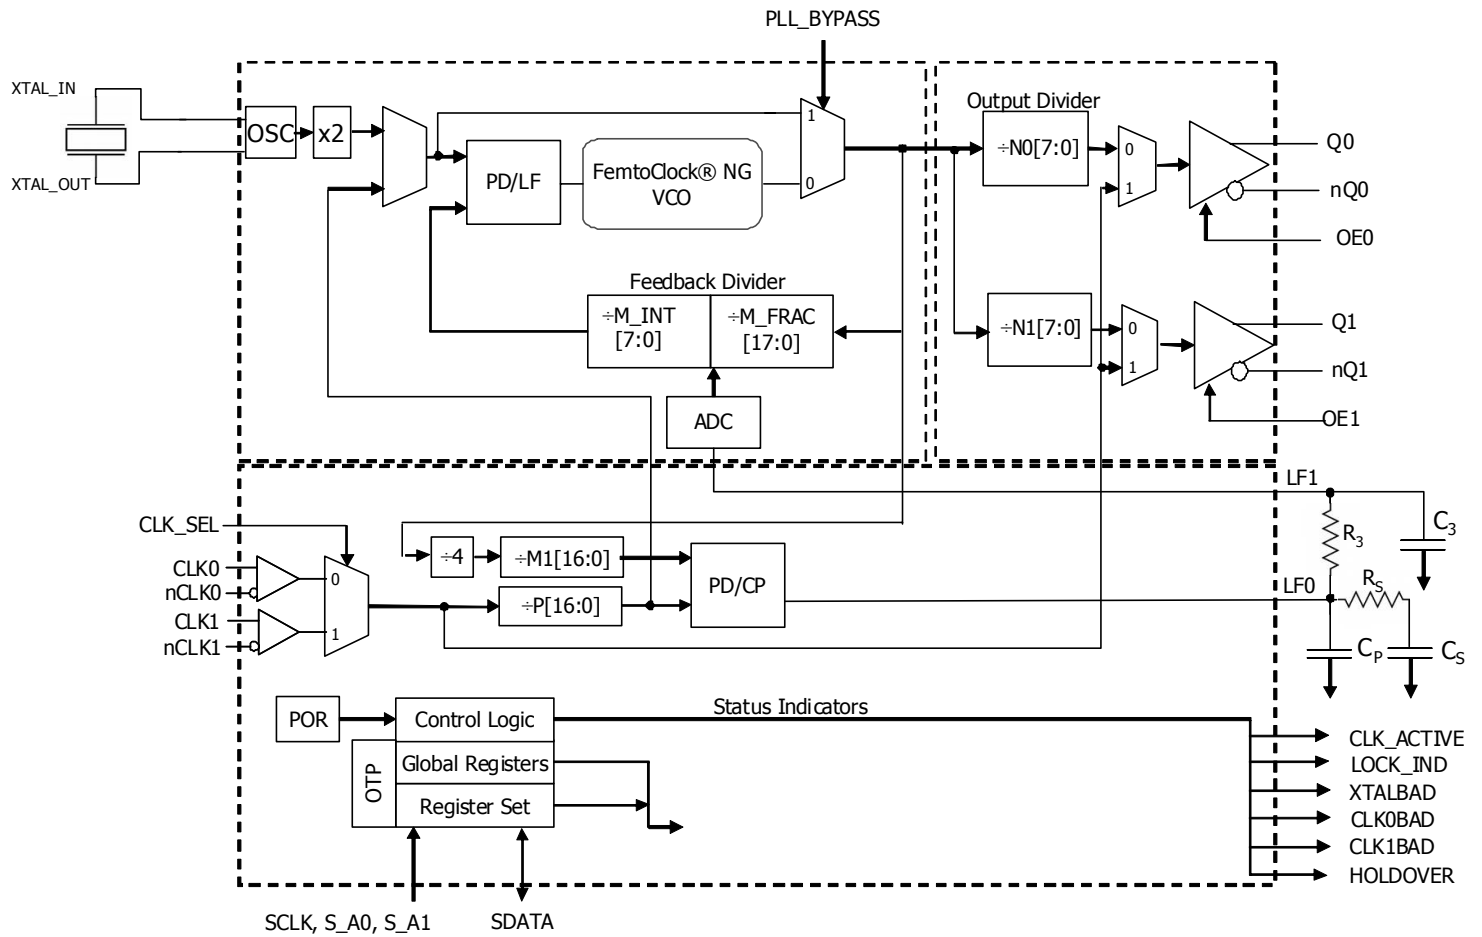 PLL_BYPASS
XTAL_IN
XTAL_OUT
OSC
x2
PD/LF
FemtoClock® NG
VCO
1
0
Output Divider
÷N0[7:0]
0
1
Q0
nQ0
OE0
Feedback Divider
÷M_INT
[7:0]
÷M_FRAC
[17:0]
÷N1[7:0]
0
1
Q1
nQ1
OE1
ADC
LF1
CLK_SEL
CLK0
nCLK0
CLK1
nCLK1
0
1
÷4
÷M1[16:0]
÷P[16:0]
PD/CP
LF0
R3
C3
RS
CP
CS
POR
Control Logic
Global Registers
Register Set
OTP
Status Indicators
CLK_ACTIVE
LOCK_IND
XTALBAD
CLK0BAD
CLK1BAD
HOLDOVER
SCLK, S_A0, S_A1
SDATA